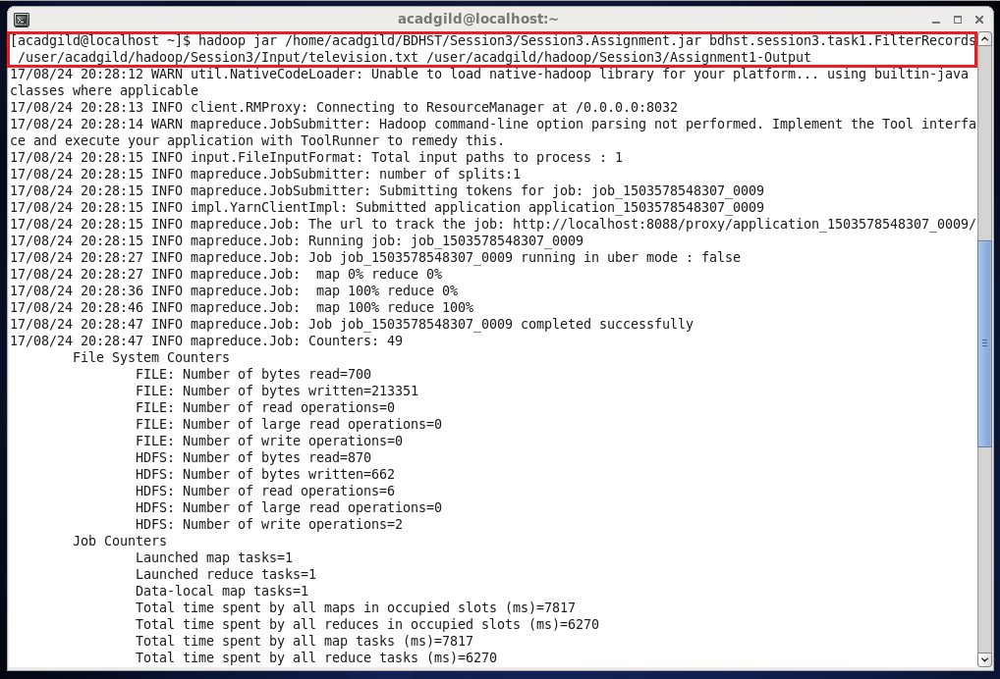 acadgild@localhost:~
[acadgild@localhost ~]$ hadoop jar /home/acadgild/BDHST/Session3/Session3.Assignment.jar bdhst.session3.task1.FilterRecords
 /user/acadgild/hadoop/Session3/Input/television.txt /user/acadgild/hadoop/Session3/Assignment1-Output
17/08/24 20:28:12 WARN util.NativeCodeLoader: Unable to load native-hadoop library for your platform... using builtin-java
classes where applicable
17/08/24 20:28:13 INFO client.RMProxy: Connecting to ResourceManager at /0.0.0.0:8032
17/08/24 20:28:14 WARN mapreduce.JobSubmitter: Hadoop command-line option parsing not performed. Implement the Tool interfa
ce and execute your application with ToolRunner to remedy this.
17/08/24 20:28:15 INFO input.FileInputFormat: Total input paths to process : 1
17/08/24 20:28:15 INFO mapreduce.JobSubmitter: number of splits:1
17/08/24 20:28:15 INFO mapreduce.JobSubmitter: Submitting tokens for job: job_1503578548307_0009
17/08/24 20:28:15 INFO impl.YarnClientImpl: Submitted application application_1503578548307_0009
17/08/24 20:28:15 INFO mapreduce.Job: The url to track the job: http://localhost:8088/proxy/application_1503578548307_0009/
17/08/24 20:28:15 INFO mapreduce.Job: Running job: job_1503578548307_0009
17/08/24 20:28:27 INFO mapreduce.Job: Job job_1503578548307_0009 running in uber mode : false
17/08/24 20:28:27 INFO mapreduce.Job:  map 0% reduce 0%
17/08/24 20:28:36 INFO mapreduce.Job:  map 100% reduce 0%
17/08/24 20:28:46 INFO mapreduce.Job:  map 100% reduce 100%
17/08/24 20:28:47 INFO mapreduce.Job: Job job_1503578548307_0009 completed successfully
17/08/24 20:28:47 INFO mapreduce.Job: Counters: 49
        File System Counters
                FILE: Number of bytes read=700
                FILE: Number of bytes written=213351
                FILE: Number of read operations=0
                FILE: Number of large read operations=0
                FILE: Number of write operations=0
                HDFS: Number of bytes read=870
                HDFS: Number of bytes written=662
                HDFS: Number of read operations=6
                HDFS: Number of large read operations=0
                HDFS: Number of write operations=2
        Job Counters
                Launched map tasks=1
                Launched reduce tasks=1
                Data-local map tasks=1
                Total time spent by all maps in occupied slots (ms)=7817
                Total time spent by all reduces in occupied slots (ms)=6270
                Total time spent by all map tasks (ms)=7817
                Total time spent by all reduce tasks (ms)=6270